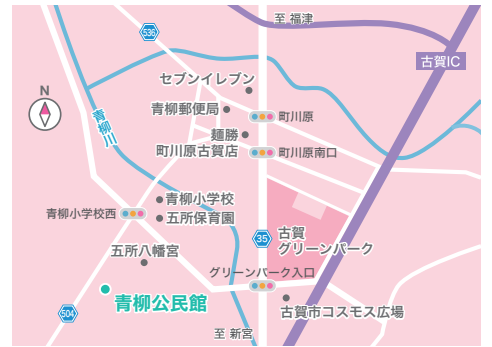 至 福津
536
古賀IC
セブンイレブン
N
青柳郵便局
町川原
青柳川
麺勝
町川原古賀店
町川原南口
青柳小学校
青柳小学校西
五所保育園
古賀
グリーンパーク
35
五所八幡宮
グリーンパーク入口
青柳公民館
古賀市コスモス広場
504
至 新宮